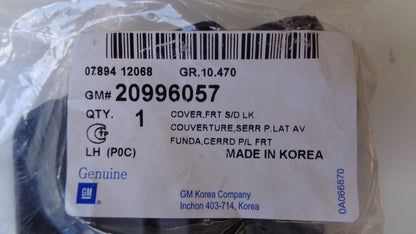 07894 12068 GR.10.470
GM# 20996057
QTY. 1 COVER,FRT S/D LK
COUVERTURE,SERR P.LAT AV
FUNDA,CERRD P/L FRT
LH (P0C) MADE IN KOREA
Genuine
GM
GM Korea Company
Inchon 403-714, Korea
0A066870